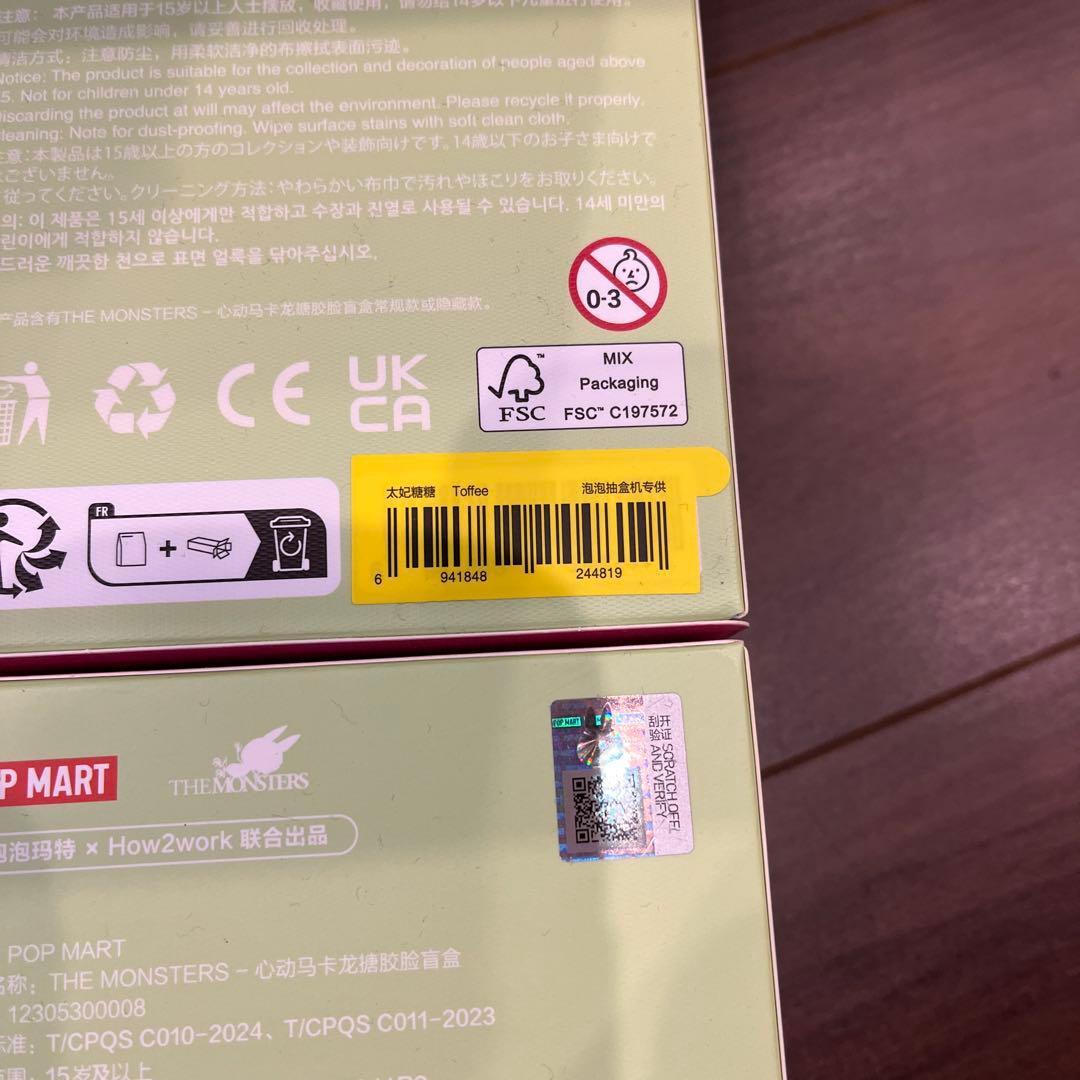 注意: 本产品适用于15岁以上人士摆放，收藏使用，请勿给14岁以下儿童进行使用。
可能会对环境造成影响，请妥善进行回收处理。
清洁方式：注意防尘，用柔软洁净的布擦拭表面污迹。
Notice: The product is suitable for the collection and decoration of people aged above
5. Not for children under 14 years old.
iscarding the product at will may affect the environment. Please recycle it properly.
leaning: Note for dust-proofing. Wipe surface stains with soft clean cloth.
注意:本製品は15歳以上の方のコレクションや装飾向けです。14歳以下のお子さま向けで
はございません。
従ってください。クリーニング方法：やわらかい布巾で汚れやほこりをお取りください。
의: 이 제품은 15세 이상에게만 적합하고 수장과 진열로 사용될 수 있습니다. 14세 미만의
린이에게 적합하지 않습니다.
드러운 깨끗한 천으로 표면 얼룩을 닦아주십시오.
0-3
产品含有THE MONSTERS – 心动马卡龙搪胶脸盲盒常规款或隐藏款。
CE
UK
CA
FSC™
MIX
Packaging
FSC™ C197572
FR
+
太妃糖糖 Toffee 泡泡抽盒机专供
6 941848 244819
P MART
THE MONSTERS
POP MART
开证 SCRATCH OFF
刮验 AND VERIFY
泡泡玛特 × How2work 联合出品
POP MART
名称: THE MONSTERS – 心动马卡龙搪胶脸盲盒
12305300008
标准: T/CPQS C010-2024、T/CPQS C011-2023
范围: 15岁及以上